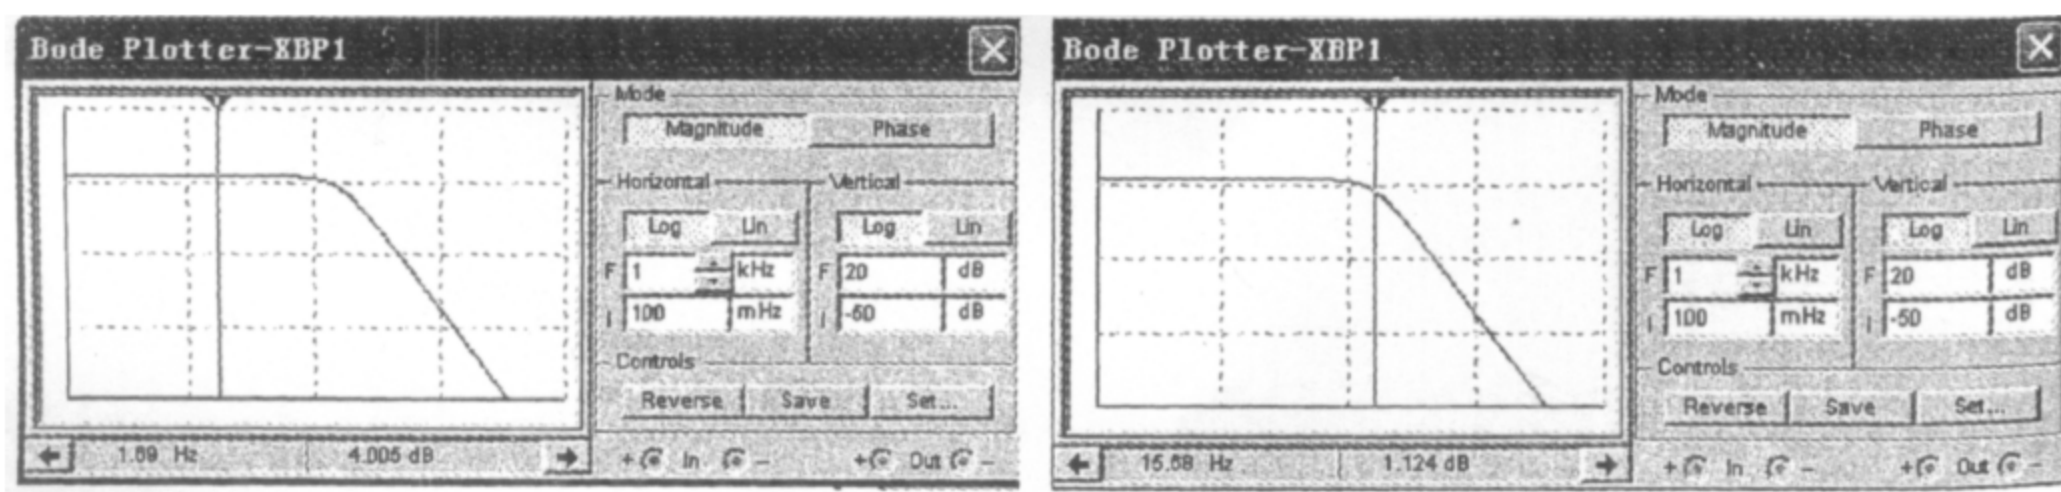 Bode Plotter-XBP1
Mode
Magnitude Phase
Horizontal Vertical
Log Lin Log Lin
F 1 kHz F 20 dB
I 100 mHz I -50 dB
Controls
Reverse Save Set...
1.69 Hz 4.005 dB
+ In - + Out -
Bode Plotter-XBP1
Mode
Magnitude Phase
Horizontal Vertical
Log Lin Log Lin
F 1 kHz F 20 dB
I 100 mHz I -50 dB
Controls
Reverse Save Set...
15.58 Hz 1.124 dB
+ In - + Out -